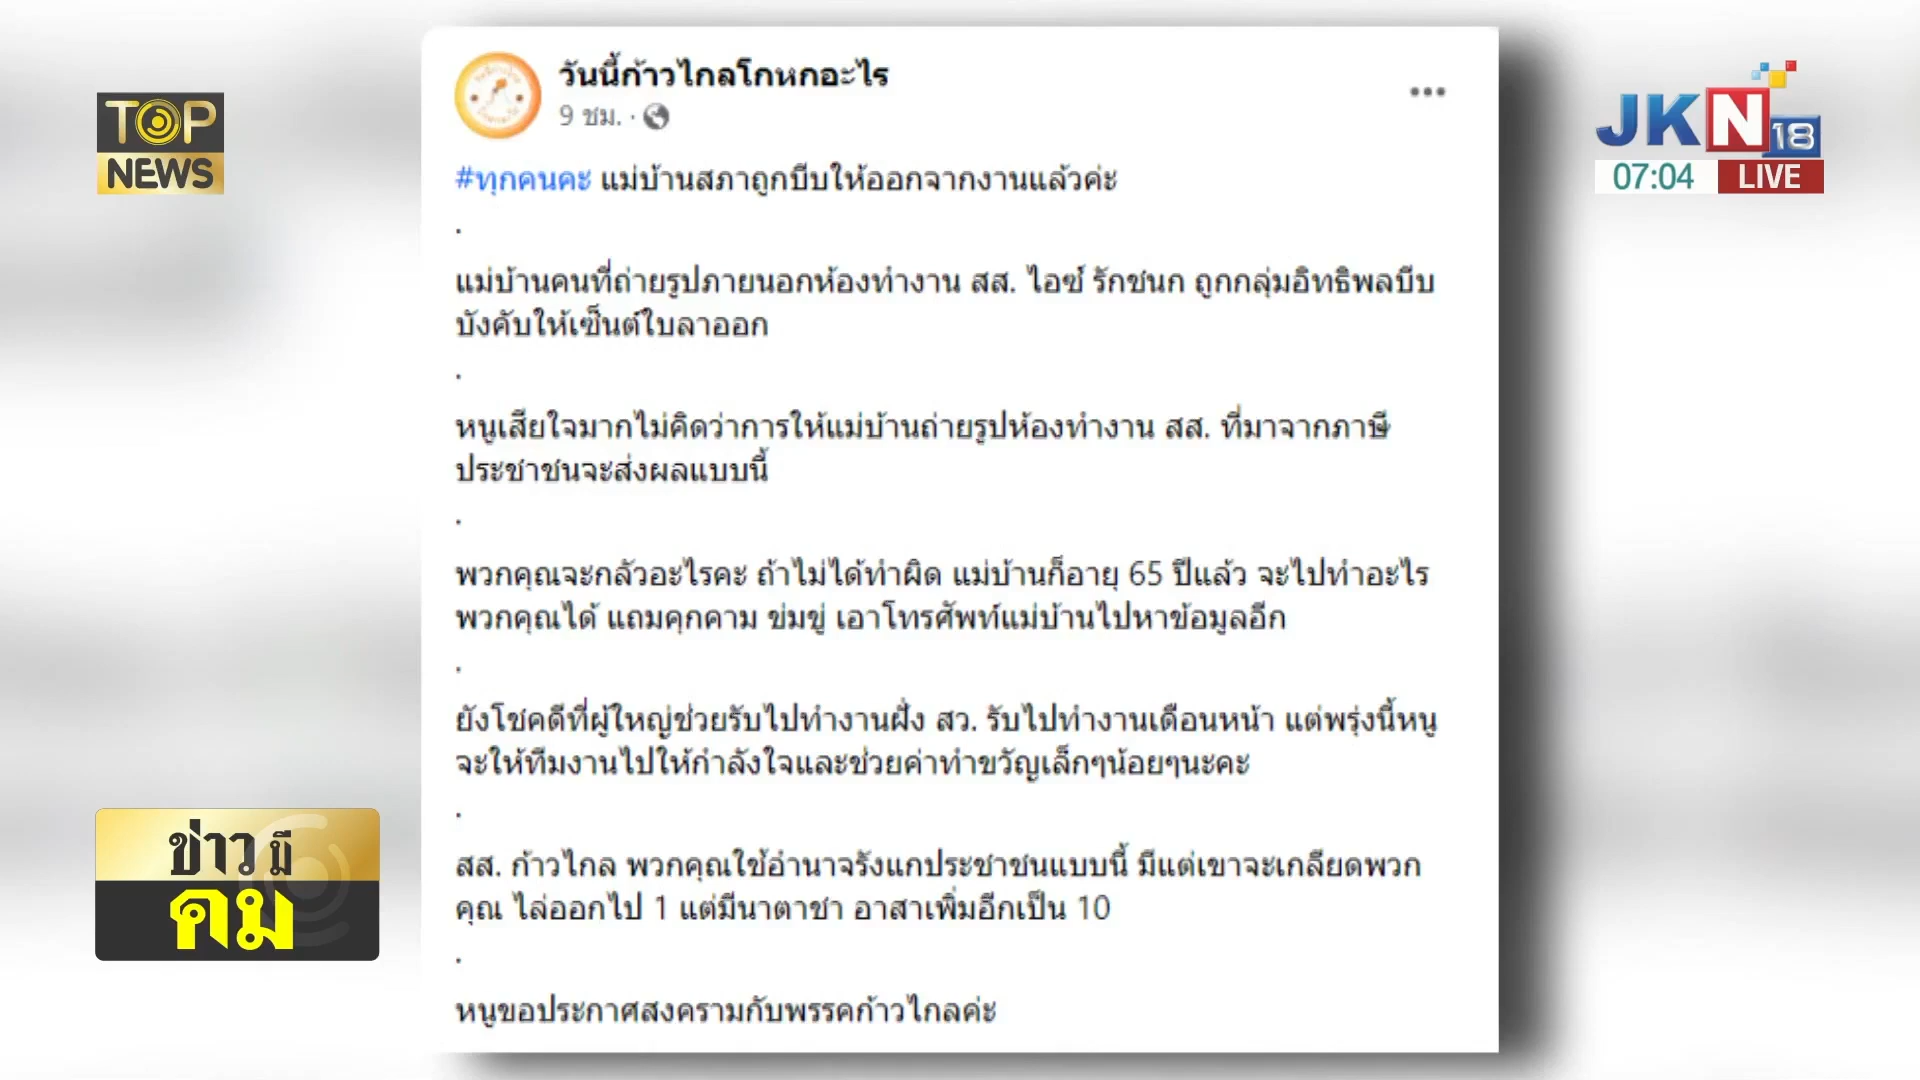 TOP
NEWS
วันนี้ก้าวไกลโกหกอะไร
9 ชม. ·
#ทุกคนคะ แม่บ้านสภาถูกบีบให้ออกจากงานแล้วค่ะ
.
แม่บ้านคนที่ถ่ายรูปภายนอกห้องทำงาน สส. ไอซ์ รักชนก ถูกกลุ่มอิทธิพลบีบ
บังคับให้เซ็นต์ใบลาออก
.
หนูเสียใจมากไม่คิดว่าการให้แม่บ้านถ่ายรูปห้องทำงาน สส. ที่มาจากภาษี
ประชาชนจะส่งผลแบบนี้
.
พวกคุณจะกลัวอะไรคะ ถ้าไม่ได้ทำผิด แม่บ้านก็อายุ 65 ปีแล้ว จะไปทำอะไร
พวกคุณได้ แถมคุกคาม ข่มขู่ เอาโทรศัพท์แม่บ้านไปหาข้อมูลอีก
.
ยังโชคดีที่ผู้ใหญ่ช่วยรับไปทำงานฝั่ง สว. รับไปทำงานเดือนหน้า แต่พรุ่งนี้หนู
จะให้ทีมงานไปให้กำลังใจและช่วยค่าทำขวัญเล็กๆน้อยๆนะคะ
.
สส. ก้าวไกล พวกคุณใช้อำนาจรังแกประชาชนแบบนี้ มีแต่เขาจะเกลียดพวก
คุณ ไล่ออกไป 1 แต่มีนาตาชา อาสาเพิ่มอีกเป็น 10
.
หนูขอประกาศสงครามกับพรรคก้าวไกลค่ะ
JKN18
07:04 LIVE
ข่าวมี
คม